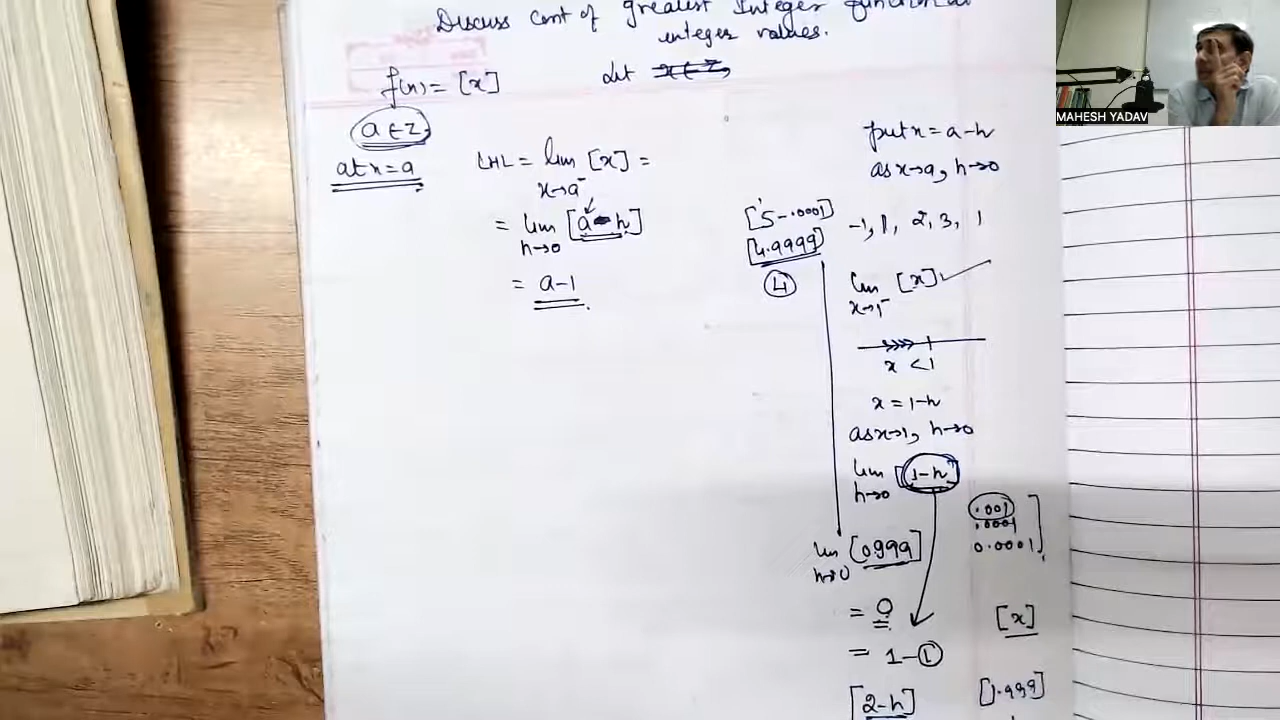 Discuss cont of greatest Integer function at
integer values.
f(x) = [x]
Let x ∈ Z,
a ∈ Z,
at x = a
LHL = lim [x] =
x→a⁻
= lim [a - h]
h→0
= a-1
put x = a-h
as x→a, h→0
[5-.0001]
[4.9999]
4
-1, 1, 2, 3, 1
lim [x]
x→1⁻
x < 1
x = 1-h
as x→1, h→0
lim [1-h]
h→0
.001
.0001
0.0001
lim [0.999]
h→0
= 0
= 1-1
[x]
[2-h]
[1.999]
MAHESH YADAV